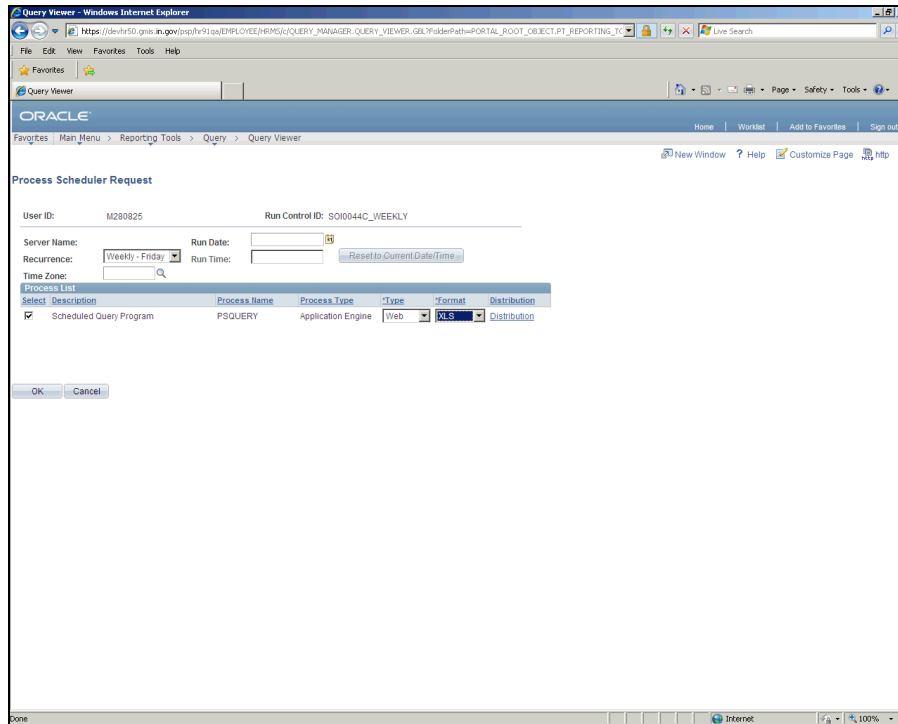 Query Viewer - Windows Internet Explorer
https://devhr50.gmis.in.gov/psp/hr91qa/EMPLOYEE/HRMS/c/QUERY_MANAGER.QUERY_VIEWER.GBL?FolderPath=PORTAL_ROOT_OBJECT.PT_REPORTING_TO
Live Search
File Edit View Favorites Tools Help
Favorites
Query Viewer
Page Safety Tools
ORACLE
Home | Worklist | Add to Favorites | Sign out
Favorites | Main Menu > Reporting Tools > Query > Query Viewer
New Window ? Help Customize Page http
Process Scheduler Request
User ID: M280825 Run Control ID: SOI0044C_WEEKLY
Server Name: Run Date:
Recurrence: Weekly - Friday Run Time: Reset to Current Date/Time
Time Zone:
Process List
Select Description Process Name Process Type *Type *Format Distribution
Scheduled Query Program PSQUERY Application Engine Web XLS Distribution
OK Cancel
Done Internet 100%